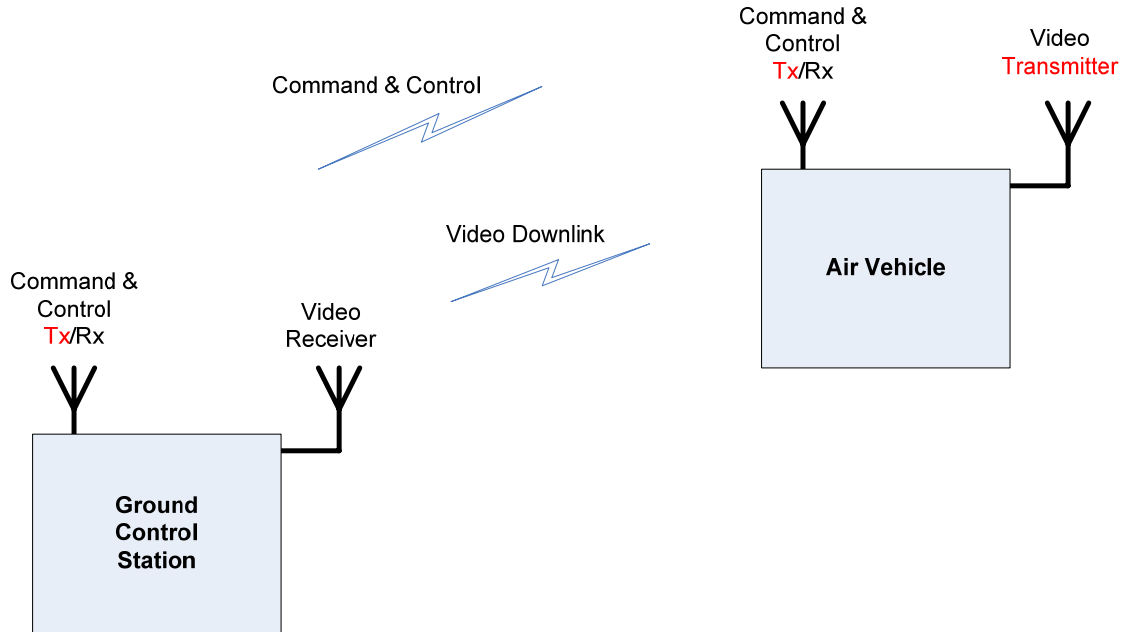 Command &
Control
Tx/Rx
Video
Transmitter
Command & Control
Air Vehicle
Video Downlink
Command &
Control
Tx/Rx
Video
Receiver
Ground
Control
Station